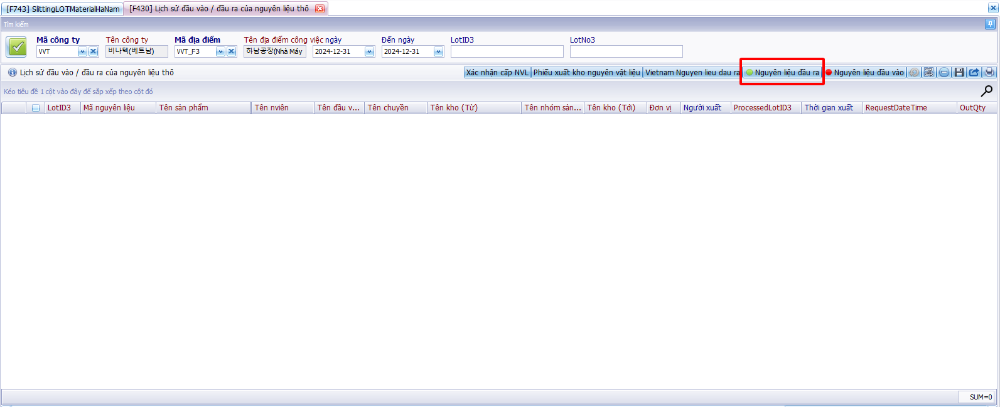 [F743] SlittingLOTMaterialHaNam [F430] Lịch sử đầu vào / đầu ra của nguyên liệu thô
Tìm kiếm
Mã công ty Tên công ty Mã địa điểm Tên địa điểm công việc ngày Đến ngày LotID3 LotNo3
VVT 비나텍(베트남) VVT_F3 하남공장(Nhà Máy 2024-12-31 2024-12-31
Lịch sử đầu vào / đầu ra của nguyên liệu thô Xác nhận cấp NVL Phiếu xuất kho nguyên vật liệu Vietnam Nguyen lieu dau ra Nguyên liệu đầu ra Nguyên liệu đầu vào
Kéo tiêu đề 1 cột vào đây để sắp xếp theo cột đó
LotID3 Mã nguyên liệu Tên sản phẩm Tên nviên Tên đầu v... Tên chuyền Tên kho (Từ) Tên nhóm sản... Tên kho (Tới) Đơn vị Người xuất ProcessedLotID3 Thời gian xuất RequestDateTime OutQty
SUM=0